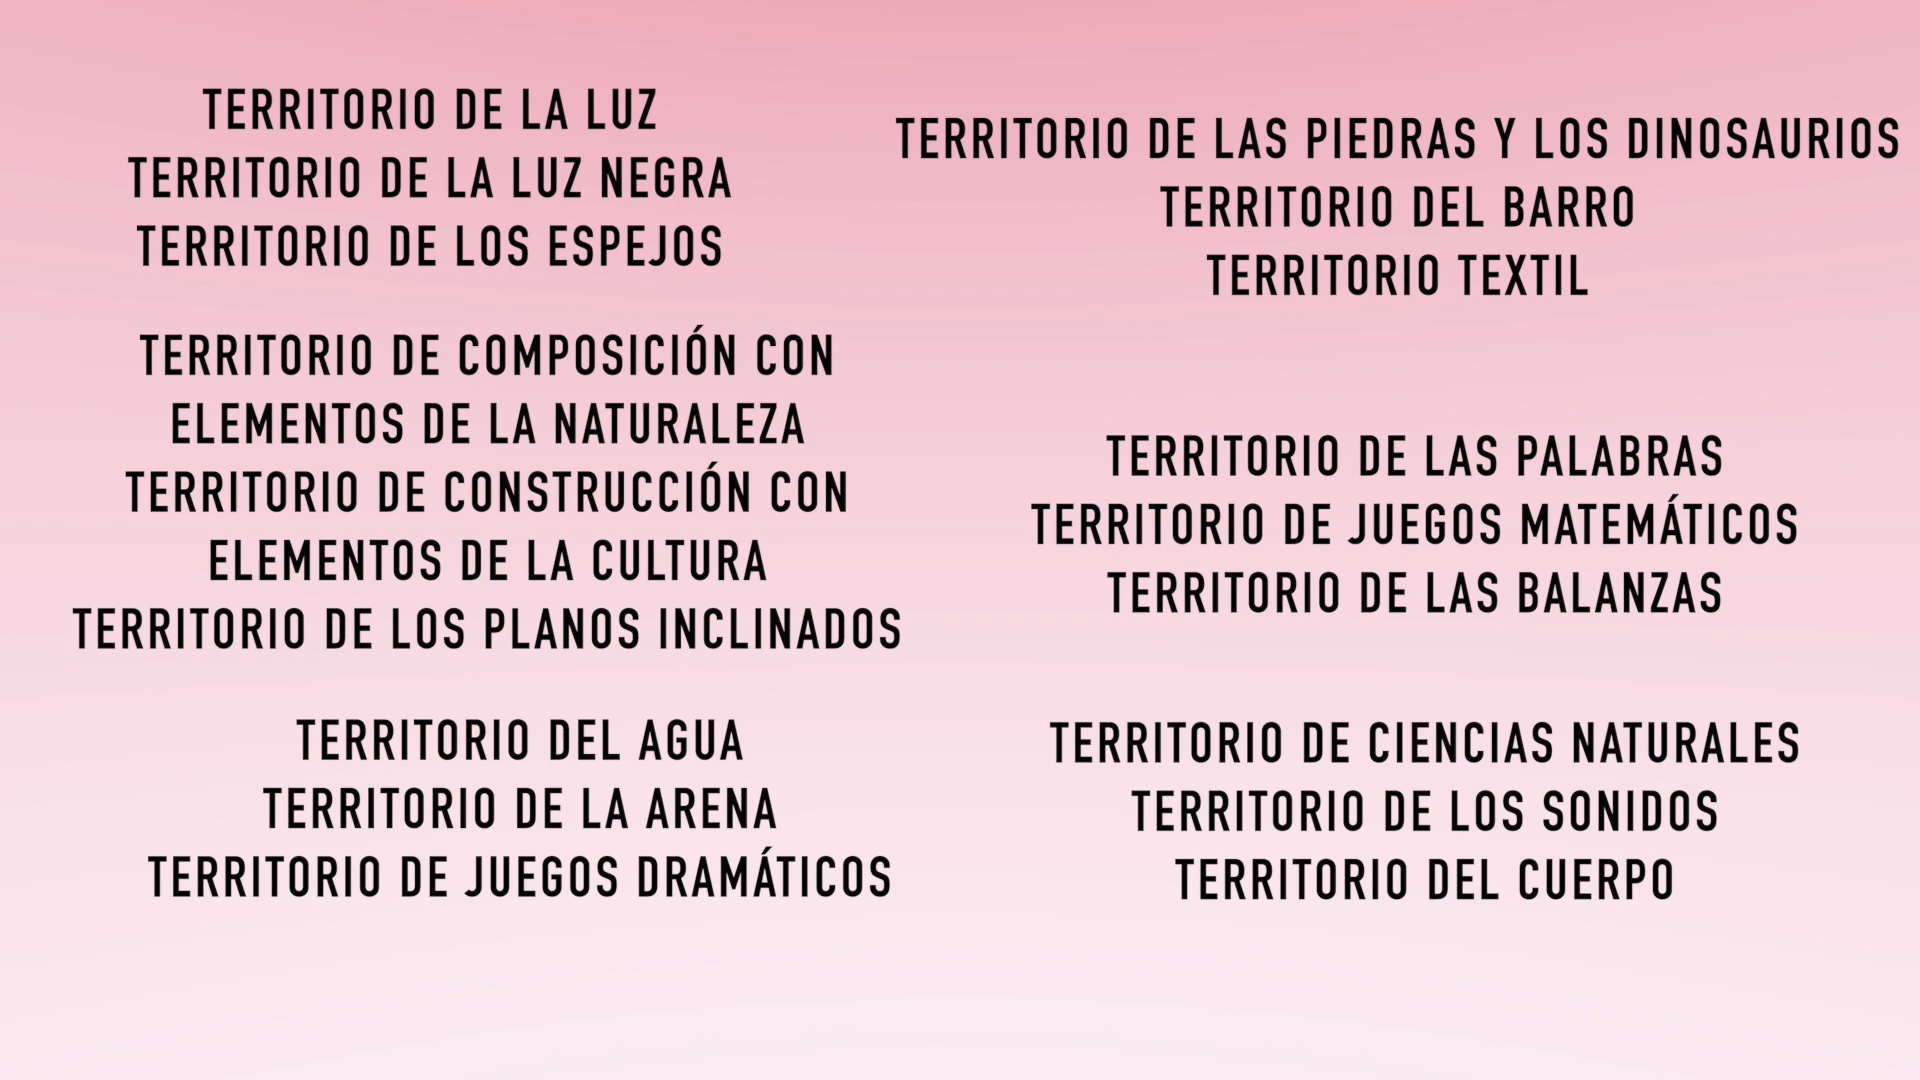 TERRITORIO DE LA LUZ
TERRITORIO DE LA LUZ NEGRA
TERRITORIO DE LOS ESPEJOS
TERRITORIO DE COMPOSICIÓN CON
ELEMENTOS DE LA NATURALEZA
TERRITORIO DE CONSTRUCCIÓN CON
ELEMENTOS DE LA CULTURA
TERRITORIO DE LOS PLANOS INCLINADOS
TERRITORIO DEL AGUA
TERRITORIO DE LA ARENA
TERRITORIO DE JUEGOS DRAMÁTICOS
TERRITORIO DE LAS PIEDRAS Y LOS DINOSAURIOS
TERRITORIO DEL BARRO
TERRITORIO TEXTIL
TERRITORIO DE LAS PALABRAS
TERRITORIO DE JUEGOS MATEMÁTICOS
TERRITORIO DE LAS BALANZAS
TERRITORIO DE CIENCIAS NATURALES
TERRITORIO DE LOS SONIDOS
TERRITORIO DEL CUERPO